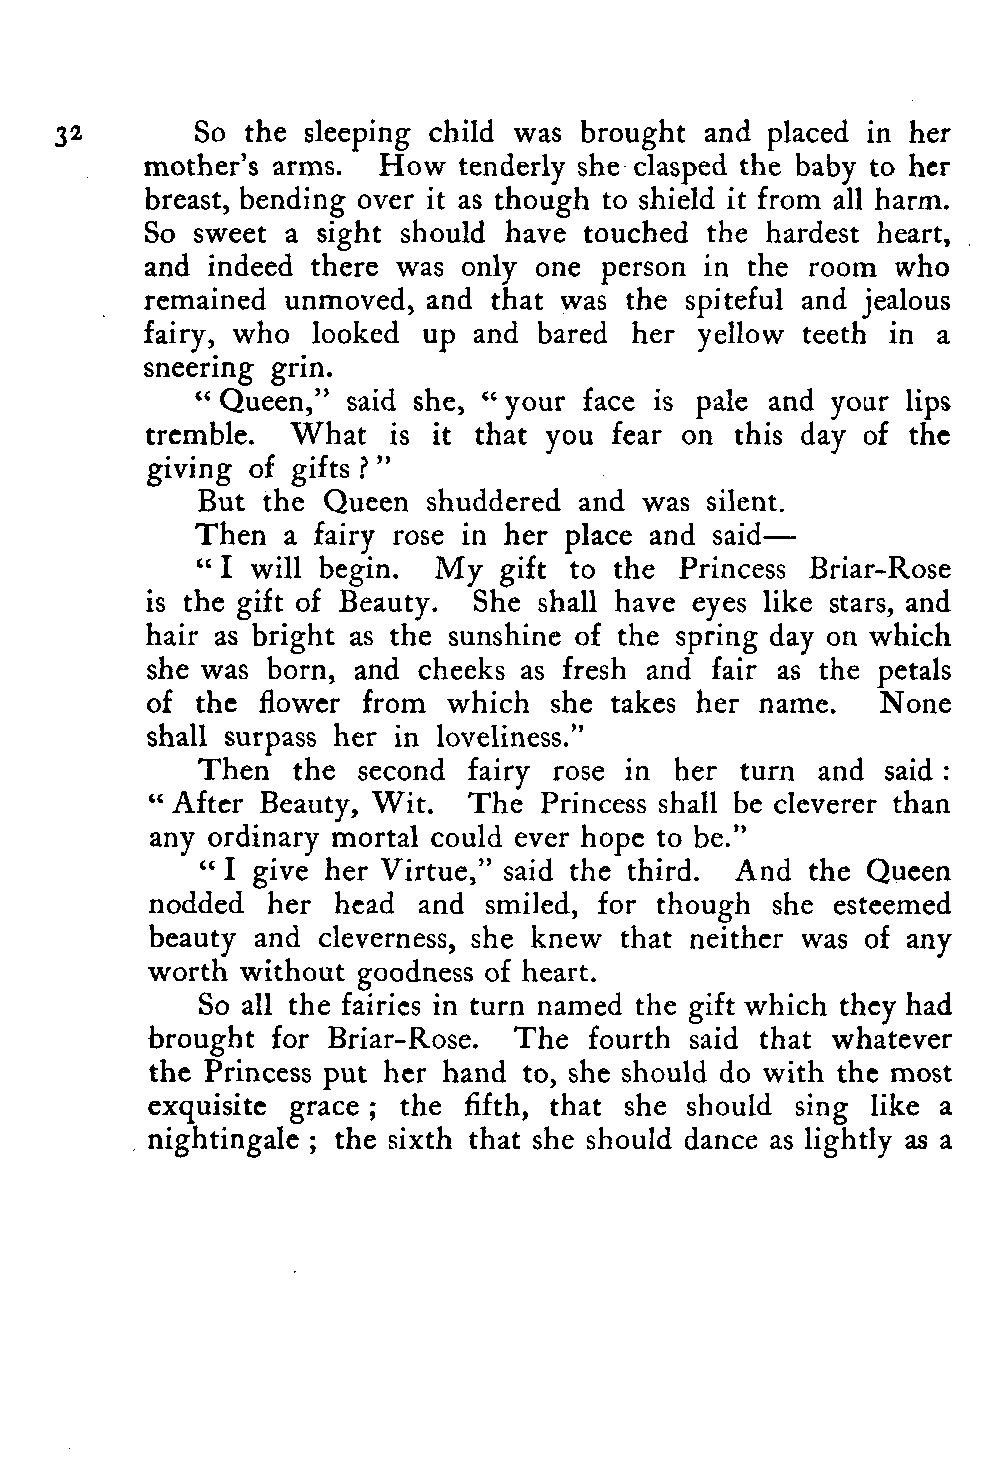 32 So the sleeping child was brought and placed in her
mother's arms. How tenderly she clasped the baby to her
breast, bending over it as though to shield it from all harm.
So sweet a sight should have touched the hardest heart,
and indeed there was only one person in the room who
remained unmoved, and that was the spiteful and jealous
fairy, who looked up and bared her yellow teeth in a
sneering grin.
“Queen,” said she, “your face is pale and your lips
tremble. What is it that you fear on this day of the
giving of gifts?”
But the Queen shuddered and was silent.
Then a fairy rose in her place and said—
“I will begin. My gift to the Princess Briar-Rose
is the gift of Beauty. She shall have eyes like stars, and
hair as bright as the sunshine of the spring day on which
she was born, and cheeks as fresh and fair as the petals
of the flower from which she takes her name. None
shall surpass her in loveliness.”
Then the second fairy rose in her turn and said :
“After Beauty, Wit. The Princess shall be cleverer than
any ordinary mortal could ever hope to be.”
“I give her Virtue,” said the third. And the Queen
nodded her head and smiled, for though she esteemed
beauty and cleverness, she knew that neither was of any
worth without goodness of heart.
So all the fairies in turn named the gift which they had
brought for Briar-Rose. The fourth said that whatever
the Princess put her hand to, she should do with the most
exquisite grace ; the fifth, that she should sing like a
nightingale ; the sixth that she should dance as lightly as a